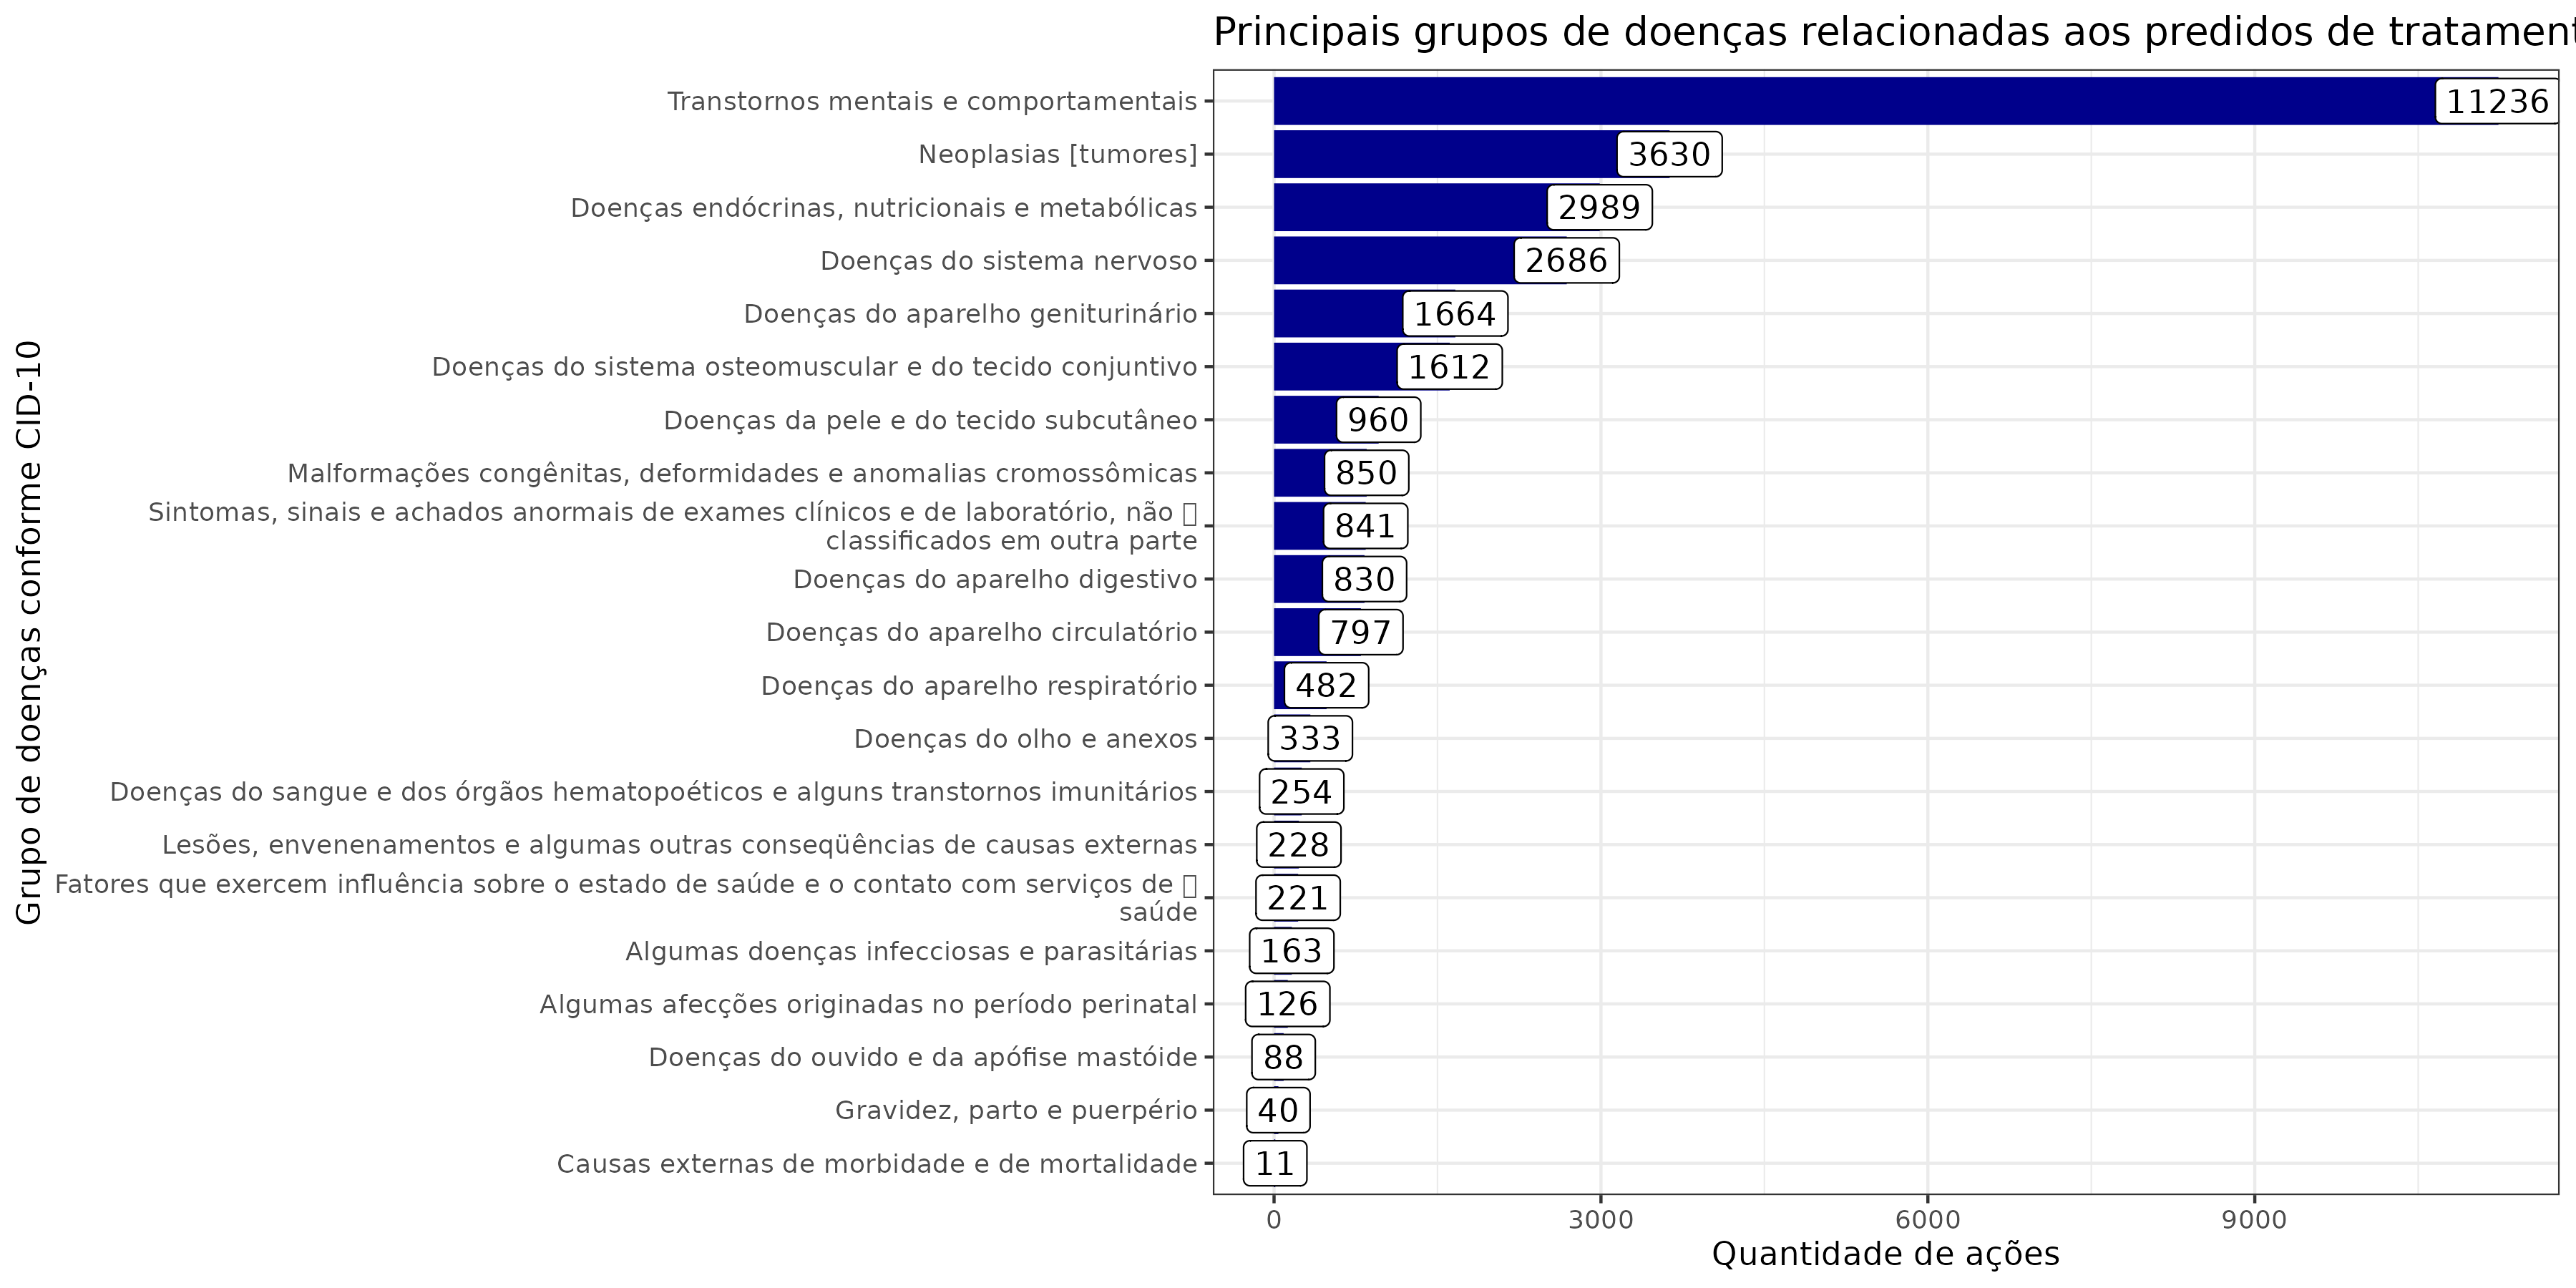 Principais grupos de doenças relacionadas aos predidos de
Transtornos mentais e comportamentais 11236
Neoplasias [tumores] 3630
Doenças endócrinas, nutricionais e metabólicas 2989
Doenças do sistema nervoso 2686
Doenças do aparelho geniturinário 1664
Doenças do sistema osteomuscular e do tecido conjuntivo 1612
Doenças da pele e do tecido subcutâneo 960
Malformações congênitas, deformidades e anomalias cromossômicas 850
Sintomas, sinais e achados anormais de exames clínicos e de laboratório, não
classificados em outra parte 841
Doenças do aparelho digestivo 830
Doenças do aparelho circulatório 797
Doenças do aparelho respiratório 482
Doenças do olho e anexos 333
Doenças do sangue e dos órgãos hematopoéticos e alguns transtornos imunitários 254
Lesões, envenenamentos e algumas outras conseqüências de causas externas 228
Fatores que exercem influência sobre o estado de saúde e o contato com serviços de
saúde 221
Algumas doenças infecciosas e parasitárias 163
Algumas afecções originadas no período perinatal 126
Doenças do ouvido e da apófise mastóide 88
Gravidez, parto e puerpério 40
Causas externas de morbidade e de mortalidade 11
0 3000 6000 9000
Quantidade de ações
Grupo de doenças conforme CID-10